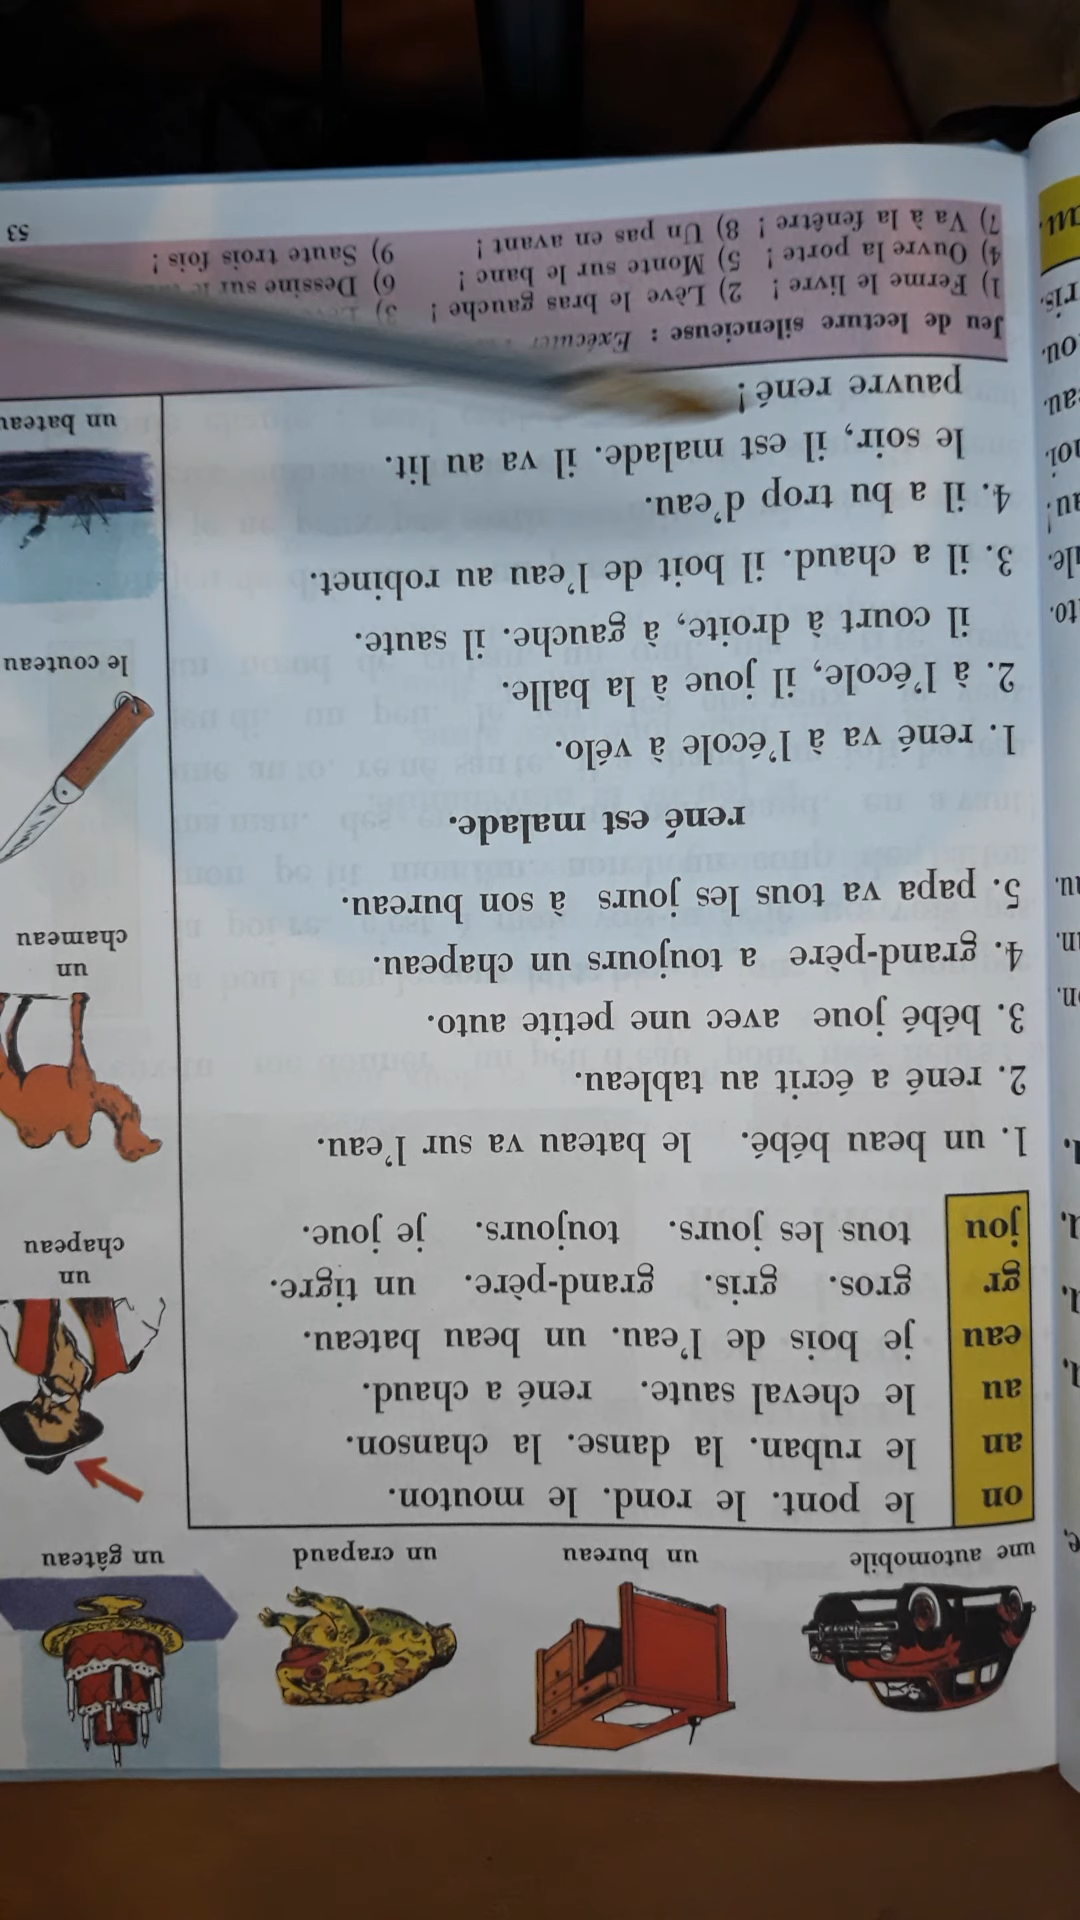 une automobile
un bureau
un crapaud
un gâteau
on le pont. le rond. le mouton.
an le ruban. la danse. la chanson.
au le cheval saute. rené a chaud.
eau je bois de l'eau. un beau bateau.
gr gros. gris. grand-père. un tigre.
jou tous les jours. toujours. je joue.
un
chapeau
1. un beau bébé. le bateau va sur l'eau.
2. rené a écrit au tableau.
3. bébé joue avec une petite auto.
4. grand-père a toujours un chapeau.
5. papa va tous les jours à son bureau.
un
chameau
rené est malade.
1. rené va à l'école à vélo.
2. à l'école, il joue à la balle.
il court à droite, à gauche. il saute.
3. il a chaud. il boit de l'eau au robinet.
4. il a bu trop d'eau.
le soir, il est malade. il va au lit.
pauvre rené !
le couteau
un bateau
Jeu de lecture silencieuse : Exécuter
1) Ferme le livre ! 2) Lève le bras gauche ! 3)
4) Ouvre la porte ! 5) Monte sur le banc ! 6) Dessine sur le
7) Va à la fenêtre ! 8) Un pas en avant ! 9) Saute trois fois !
53